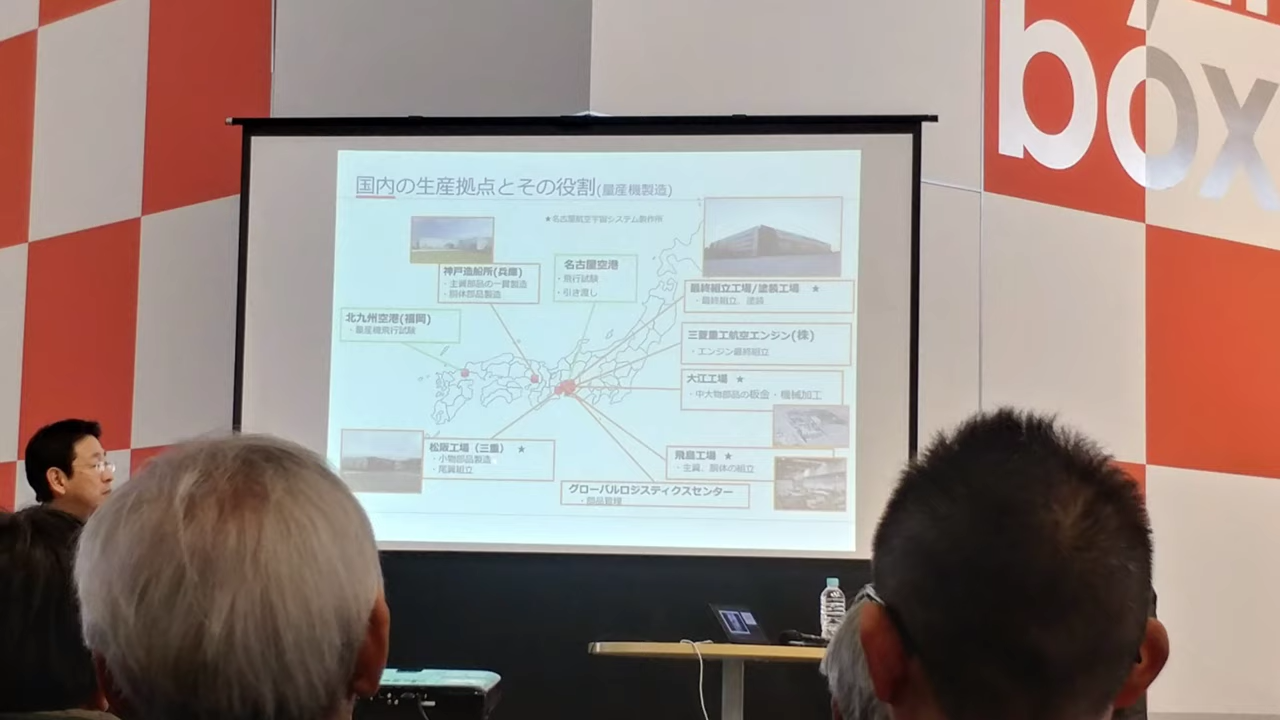 国内の生産拠点とその役割(量産機製造)
★名古屋航空宇宙システム製作所
神戸造船所(兵庫)
・主翼部品の一貫製造
・胴体部品製造
名古屋空港
・飛行試験
・引き渡し
最終組立工場/塗装工場 ★
・最終組立、塗装
北九州空港(福岡)
・量産機飛行試験
三菱重工航空エンジン(株)
・エンジン最終組立
大江工場 ★
・中大物部品の板金・機械加工
松阪工場(三重) ★
・小物部品製造
・尾翼組立
飛島工場 ★
・主翼、胴体の組立
グローバルロジスティクスセンター
・部品管理
box